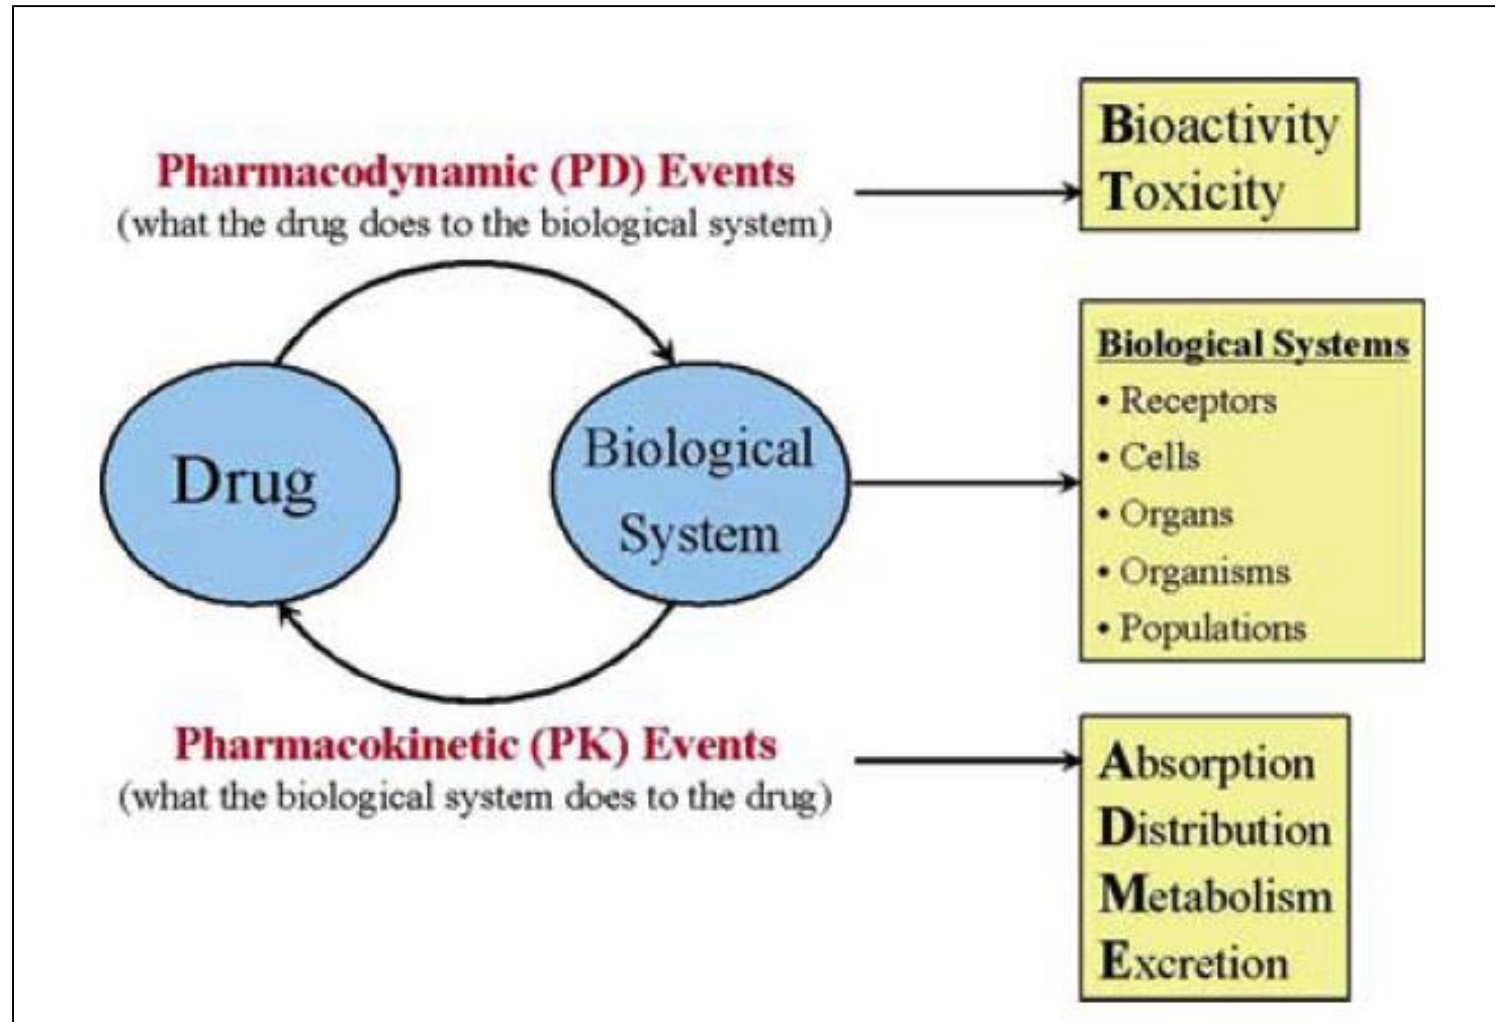 Pharmacodynamic (PD) Events
(what the drug does to the biological system)
Bioactivity
Toxicity
Drug
Biological
System
Biological Systems
• Receptors
• Cells
• Organs
• Organisms
• Populations
Pharmacokinetic (PK) Events
(what the biological system does to the drug)
Absorption
Distribution
Metabolism
Excretion